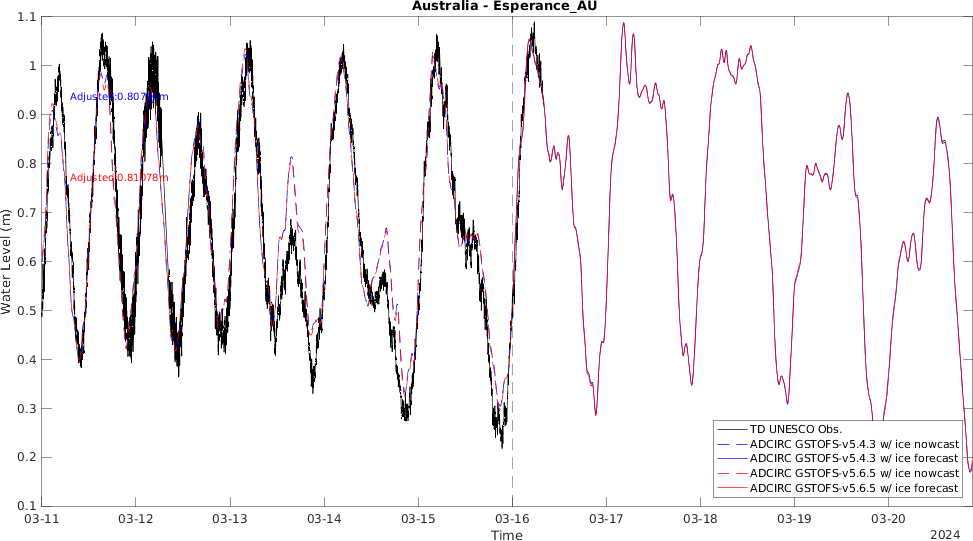 Australia - Esperance_AU
1.1
1
0.9
0.8
0.7
0.6
0.5
0.4
0.3
0.2
0.1
Water Level (m)
Adjusted:0.81078m
TD UNESCO Obs.
ADCIRC GSTOFS-v5.4.3 w/ ice nowcast
ADCIRC GSTOFS-v5.4.3 w/ ice forecast
ADCIRC GSTOFS-v5.6.5 w/ ice nowcast
ADCIRC GSTOFS-v5.6.5 w/ ice forecast
03-11
03-12
03-13
03-14
03-15
03-16
03-17
03-18
03-19
03-20
Time
2024